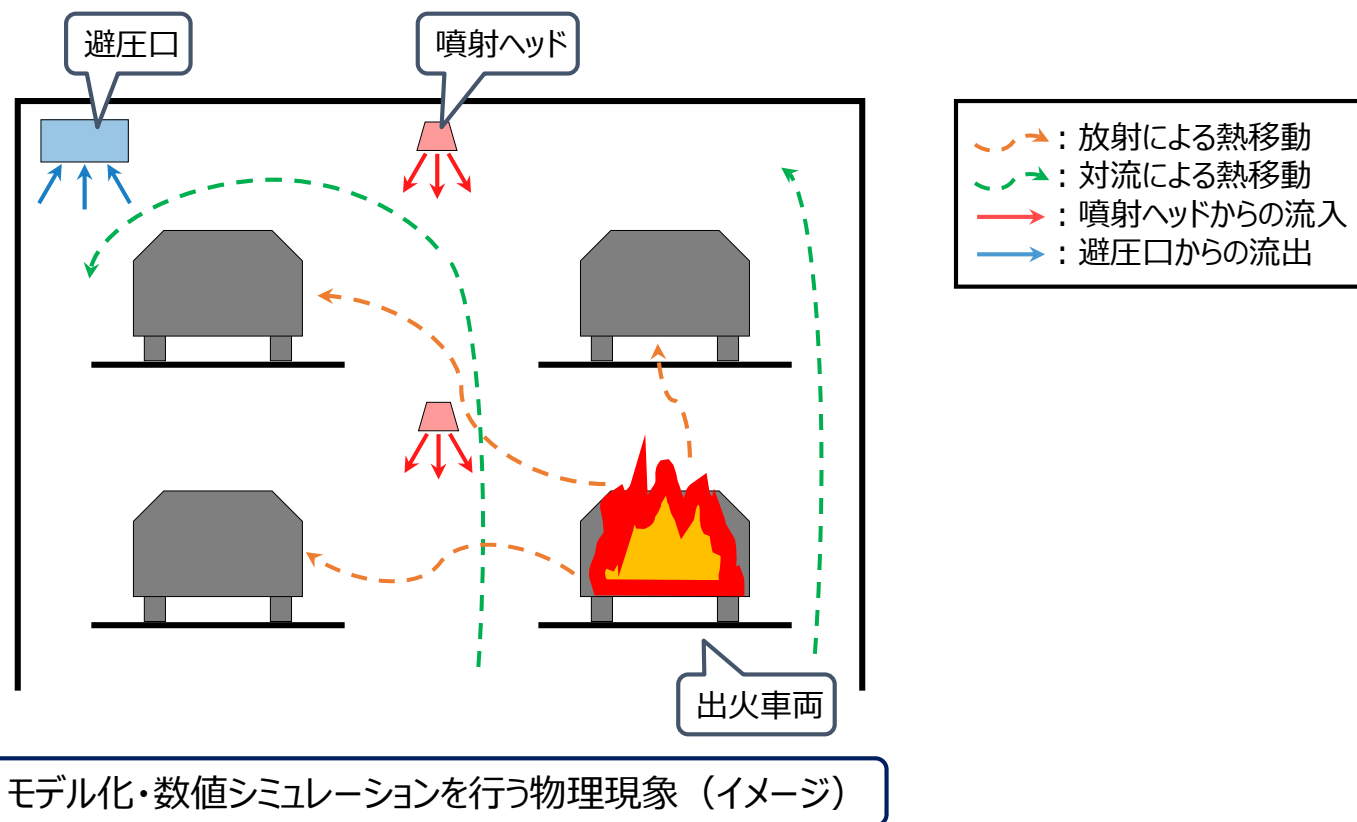 避圧口
噴射ヘッド
：放射による熱移動
：対流による熱移動
：噴射ヘッドからの流入
：避圧口からの流出
出火車両
モデル化・数値シミュレーションを行う物理現象（イメージ）